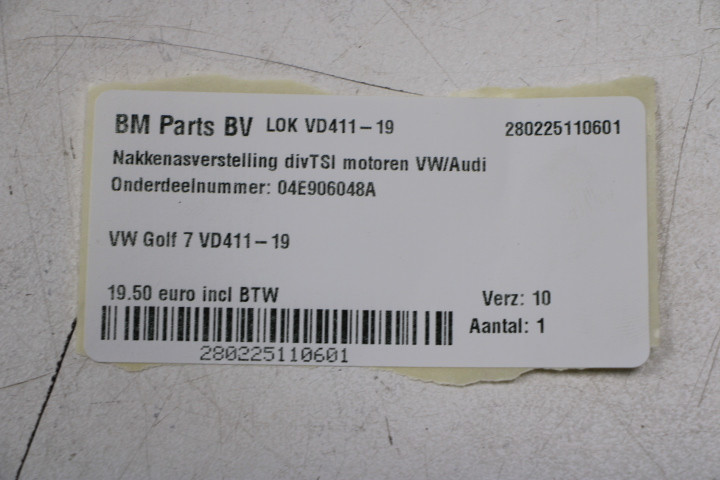 BM Parts BV LOK VD411-19 280225110601
Nakkenasverstelling divTSI motoren VW/Audi
Onderdeelnummer: 04E906048A
VW Golf 7 VD411-19
19.50 euro incl BTW Verz: 10
Aantal: 1
280225110601